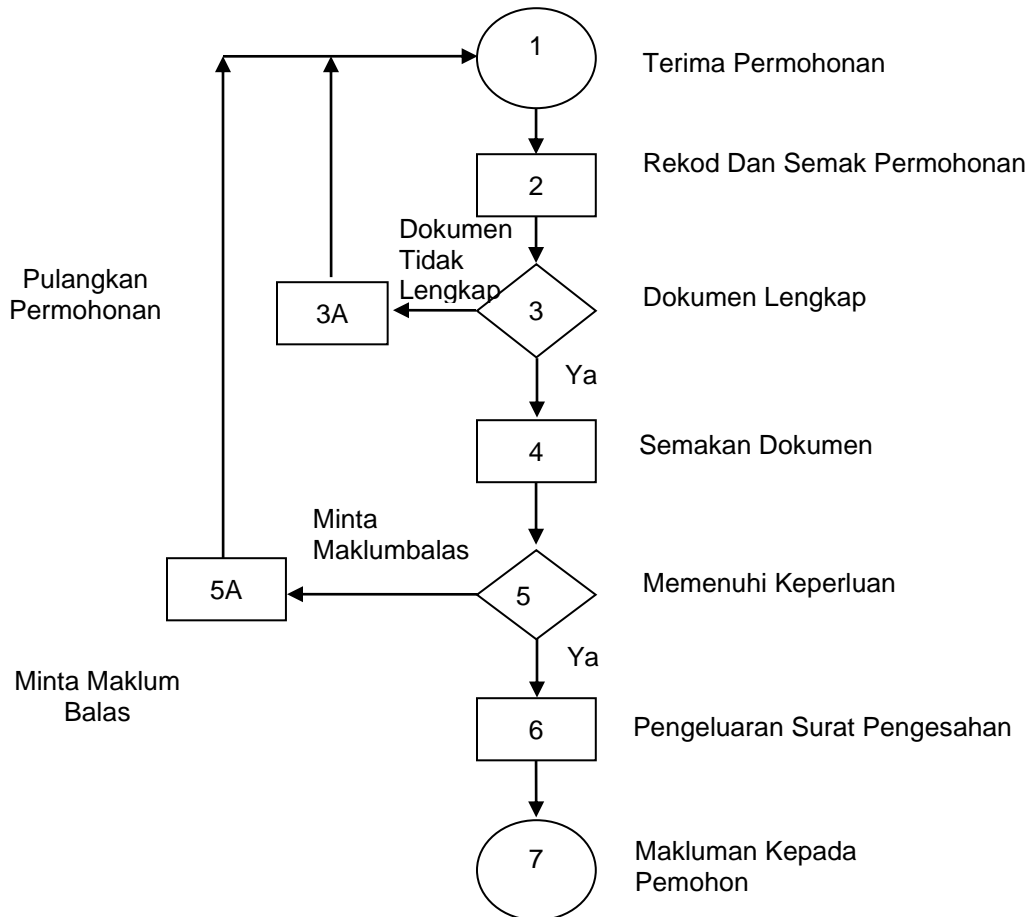 1
Terima Permohonan
Rekod Dan Semak Permohonan
2
Dokumen
Tidak
Lengkap
Pulangkan
Permohonan
3A
3
Dokumen Lengkap
Ya
4
Semakan Dokumen
Minta
Maklumbalas
5A
5
Memenuhi Keperluan
Ya
Minta Maklum
Balas
6
Pengeluaran Surat Pengesahan
7
Makluman Kepada
Pemohon